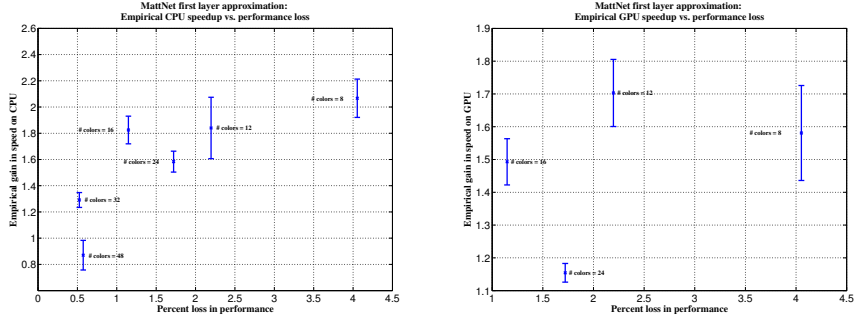 MattNet first layer approximation:
Empirical CPU speedup vs. performance loss
Empirical gain in speed on CPU
2.6
2.4
2.2
2
1.8
1.6
1.4
1.2
1
0.8
# colors = 8
# colors = 16
# colors = 12
# colors = 24
# colors = 32
# colors = 48
0 0.5 1 1.5 2 2.5 3 3.5 4 4.5
Percent loss in performance
MattNet first layer approximation:
Empirical GPU speedup vs. performance loss
Empirical gain in speed on GPU
1.9
1.8
1.7
1.6
1.5
1.4
1.3
1.2
1.1
# colors = 12
# colors = 8
# colors = 16
# colors = 24
1 1.5 2 2.5 3 3.5 4 4.5
Percent loss in performance